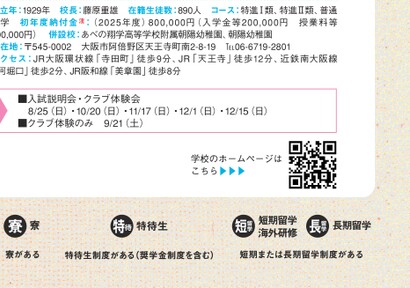 立年：1929年　校長：藤原重雄　在籍生徒数：890人　コース：特進Ⅰ類、特進Ⅱ類、普通
学　初年度納付金注：（2025年度）800,000円（入学金等200,000円　授業料等
00,000円）　併設校：あべの翔学高等学校附属朝陽幼稚園、朝陽幼稚園
在地：〒545-0002　大阪市阿倍野区天王寺町南2-8-19　℡06-6719-2801
クセス：JR大阪環状線「寺田町」徒歩9分、JR「天王寺」徒歩12分、近鉄南大阪線
河堀口」徒歩2分、JR阪和線「美章園」徒歩8分
■入試説明会・クラブ体験会
8/25（日）・10/20（日）・11/17（日）・12/1（日）・12/15（日）
■クラブ体験のみ　9/21（土）
学校のホームページは
こちら▶▶▶
寮 寮
特待 特待生
短留学 短期留学
海外研修
長留学 長期留学
寮がある
特待生制度がある（奨学金制度を含む）
短期または長期留学制度がある